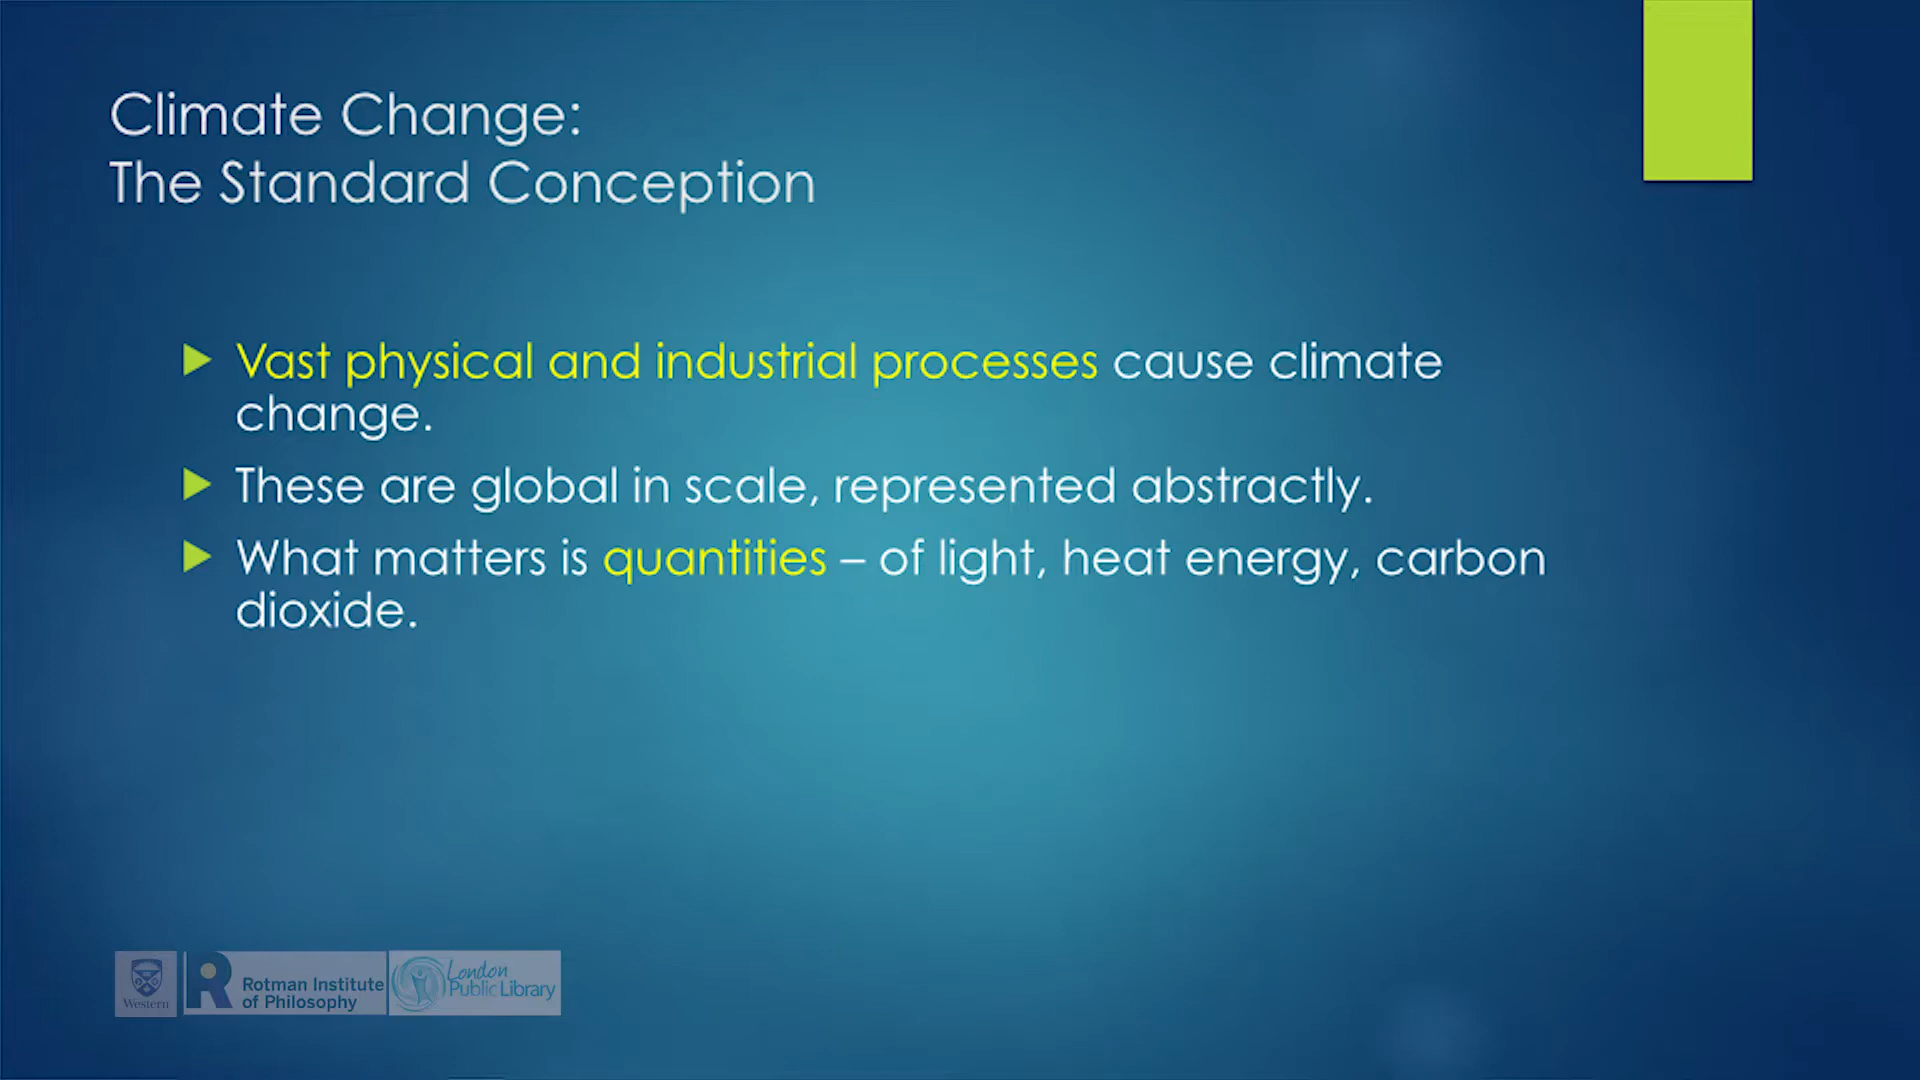 Climate Change:
The Standard Conception
Vast physical and industrial processes cause climate
change.
These are global in scale, represented abstractly.
What matters is quantities – of light, heat energy, carbon
dioxide.
Western
Rotman Institute
of Philosophy
London
Public Library